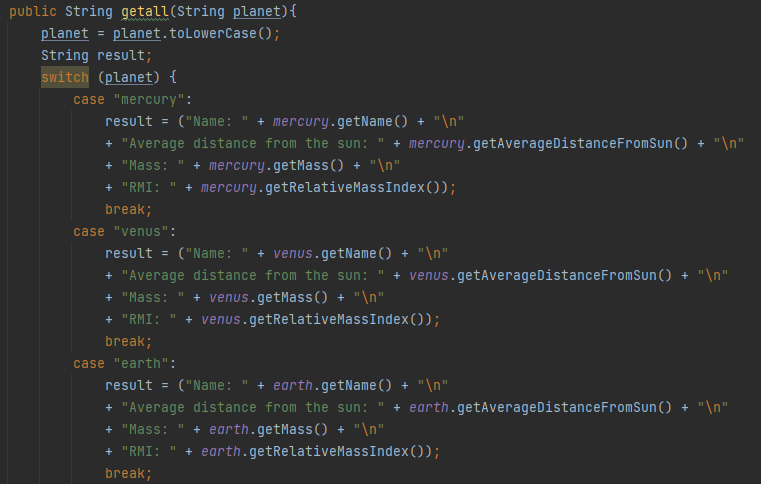 public String getall(String planet){
planet = planet.toLowerCase();
String result;
switch (planet) {
case "mercury":
result = ("Name: " + mercury.getName() + "\n"
+ "Average distance from the sun: " + mercury.getAverageDistanceFromSun() + "\n"
+ "Mass: " + mercury.getMass() + "\n"
+ "RMI: " + mercury.getRelativeMassIndex());
break;
case "venus":
result = ("Name: " + venus.getName() + "\n"
+ "Average distance from the sun: " + venus.getAverageDistanceFromSun() + "\n"
+ "Mass: " + venus.getMass() + "\n"
+ "RMI: " + venus.getRelativeMassIndex());
break;
case "earth":
result = ("Name: " + earth.getName() + "\n"
+ "Average distance from the sun: " + earth.getAverageDistanceFromSun() + "\n"
+ "Mass: " + earth.getMass() + "\n"
+ "RMI: " + earth.getRelativeMassIndex());
break;